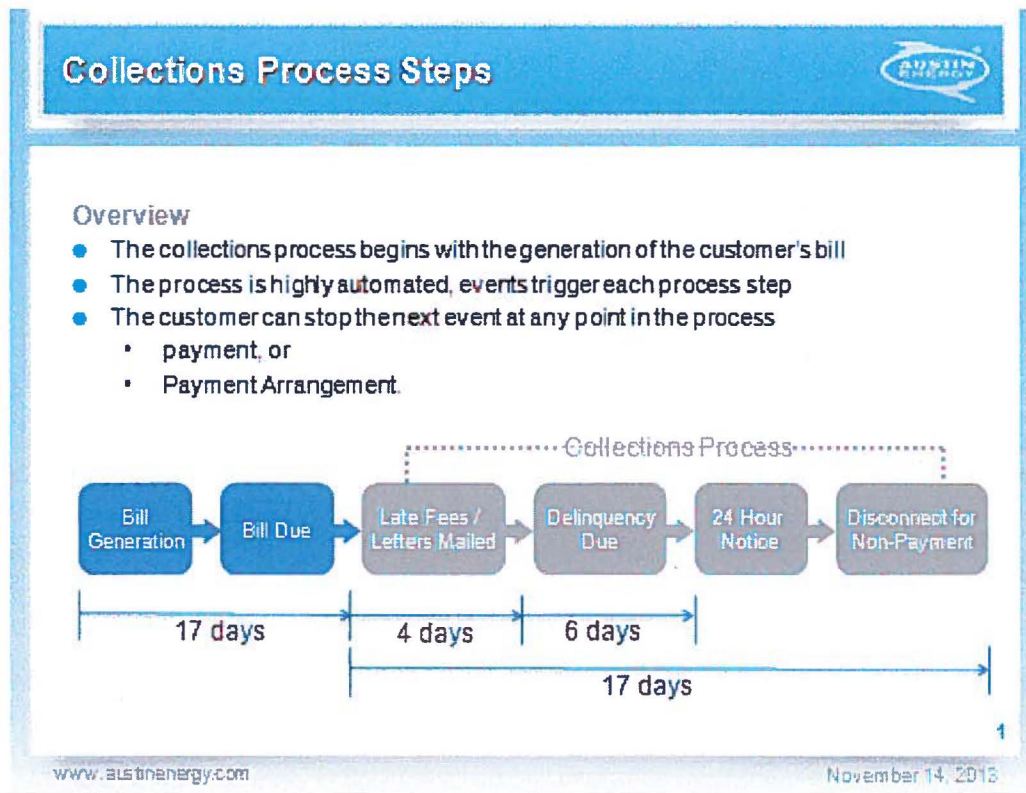 Collections Process Steps
AUSTIN
ENERGY
Overview
The collections process begins with the generation of the customer's bill
The process is highly automated, events trigger each process step
The customer can stop the next event at any point in the process
payment, or
Payment Arrangement.
Collections Process
Bill
Generation
Bill Due
Late Fees /
Letters Mailed
Delinquency
Due
24 Hour
Notice
Disconnect for
Non-Payment
17 days
4 days
6 days
17 days
1
www.austinenergy.com
November 14, 2013